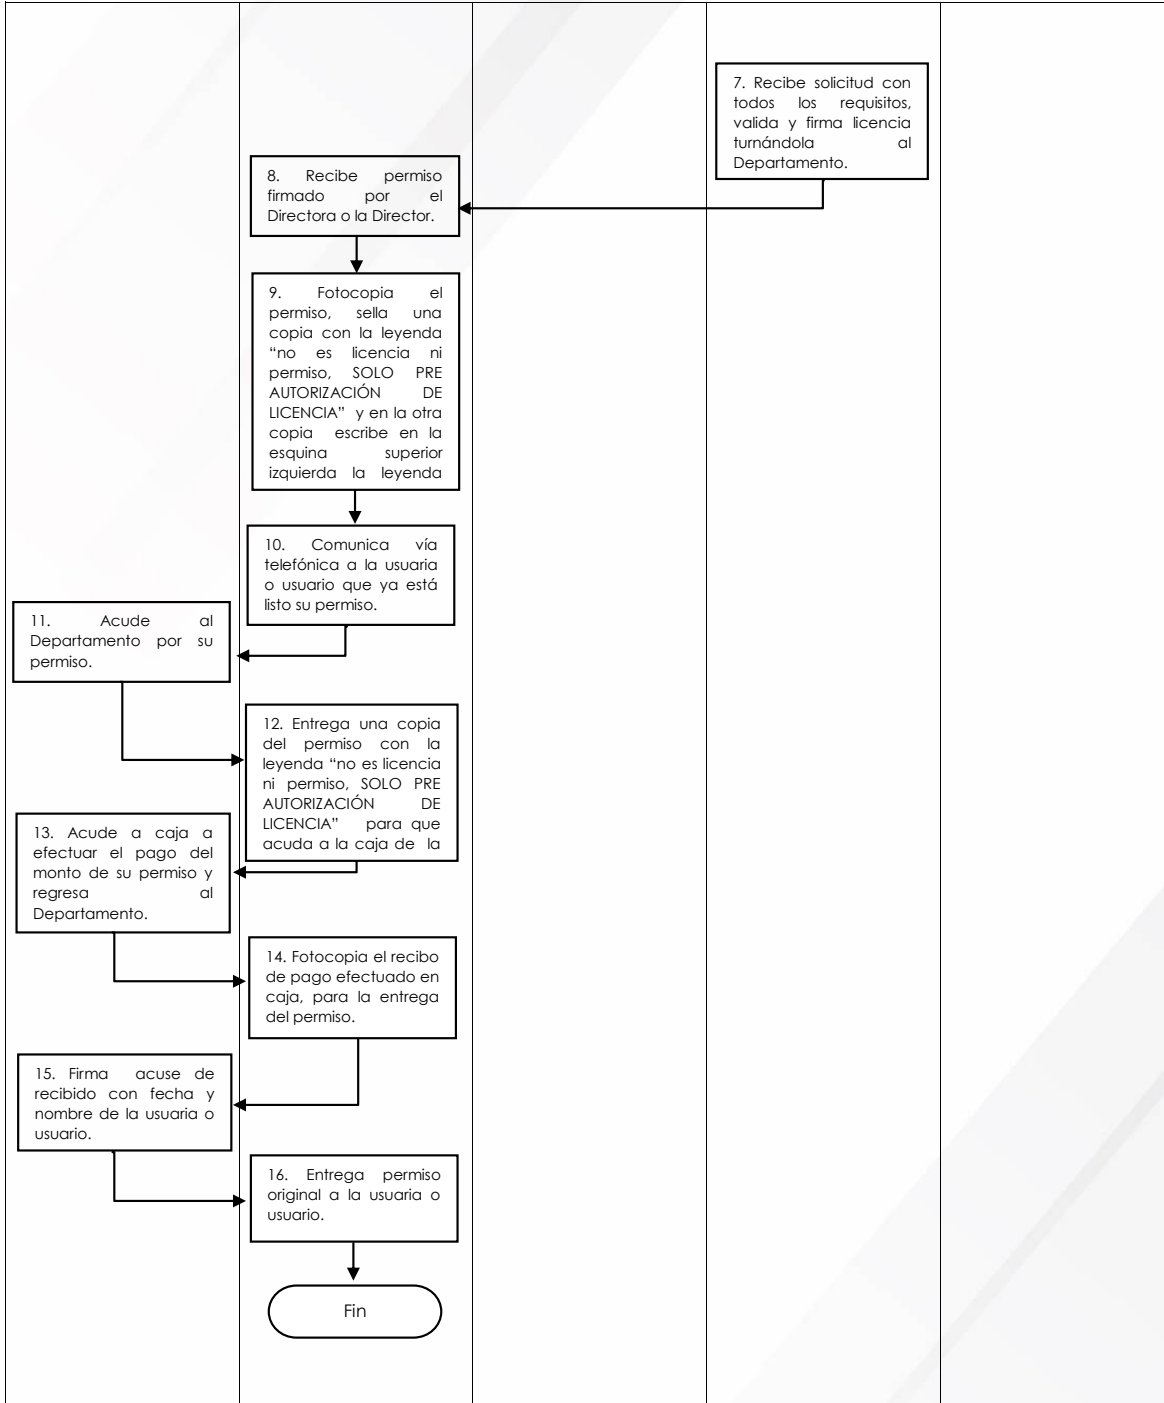 7. Recibe solicitud con
todos los requisitos,
valida y firma licencia
turnándola al
Departamento.
8. Recibe permiso
firmado por el
Directora o la Director.
9. Fotocopia el
permiso, sella una
copia con la leyenda
“no es licencia ni
permiso, SOLO PRE
AUTORIZACIÓN DE
LICENCIA” y en la otra
copia escribe en la
esquina superior
izquierda la leyenda
10. Comunica vía
telefónica a la usuaria
o usuario que ya está
listo su permiso.
11. Acude al
Departamento por su
permiso.
12. Entrega una copia
del permiso con la
leyenda “no es licencia
ni permiso, SOLO PRE
AUTORIZACIÓN DE
LICENCIA” para que
acuda a la caja de la
13. Acude a caja a
efectuar el pago del
monto de su permiso y
regresa al
Departamento.
14. Fotocopia el recibo
de pago efectuado en
caja, para la entrega
del permiso.
15. Firma acuse de
recibido con fecha y
nombre de la usuaria o
usuario.
16. Entrega permiso
original a la usuaria o
usuario.
Fin